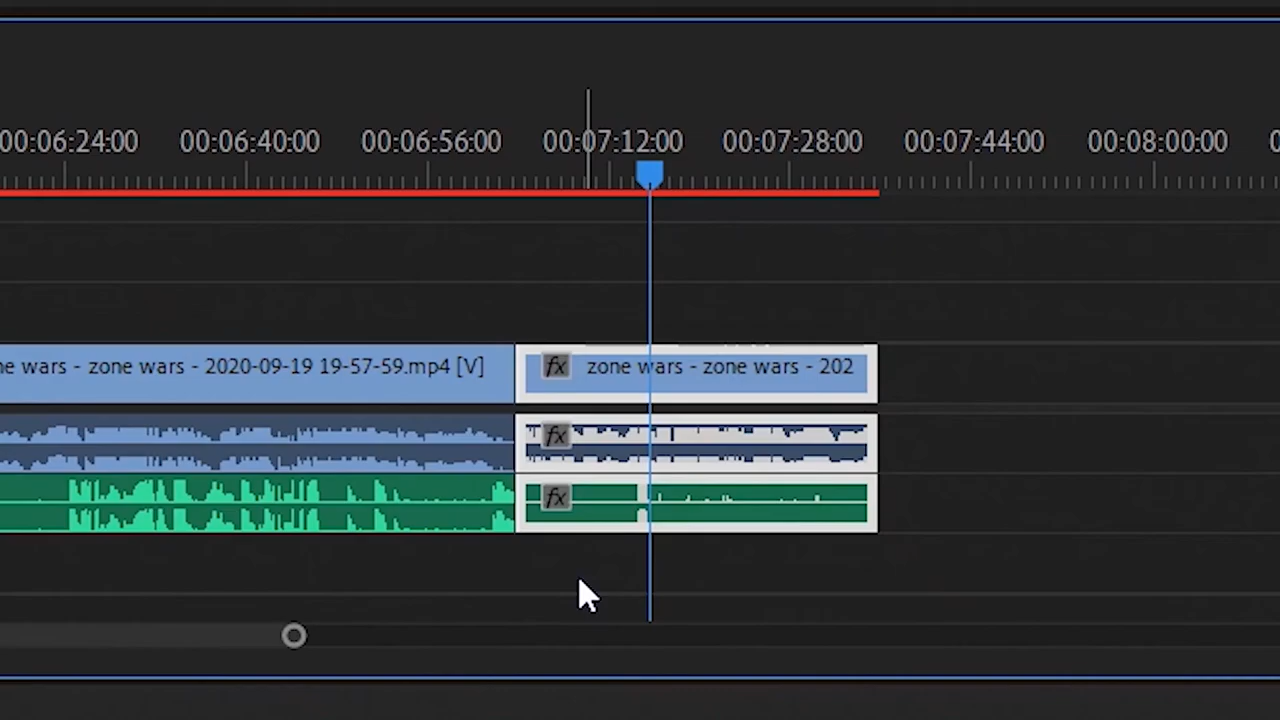 00:06:24:00 00:06:40:00 00:06:56:00 00:07:12:00 00:07:28:00 00:07:44:00 00:08:00:00 0
ne wars - zone wars - 2020-09-19 19-57-59.mp4 [V] fx zone wars - zone wars - 202
fx
fx